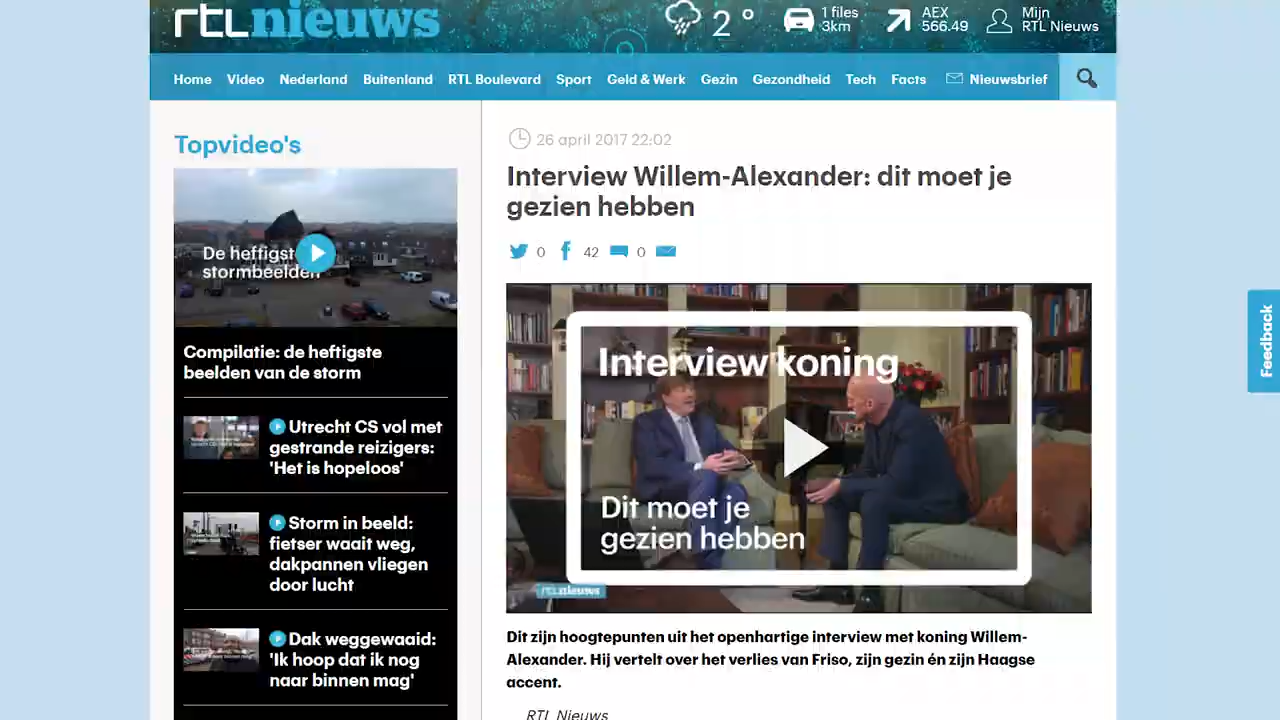 rtlnieuws
2°
1 files
3km
AEX
566.49
Mijn
RTL Nieuws
Home Video Nederland Buitenland RTL Boulevard Sport Geld & Werk Gezin Gezondheid Tech Facts Nieuwsbrief
Topvideo's
De heftigst
stormbeelden
Compilatie: de heftigste
beelden van de storm
Utrecht CS vol met
gestrande reizigers:
'Het is hopeloos'
Storm in beeld:
fietser waait weg,
dakpannen vliegen
door lucht
Dak weggewaaid:
'Ik hoop dat ik nog
naar binnen mag'
26 april 2017 22:02
Interview Willem-Alexander: dit moet je
gezien hebben
0 42 0
Interview koning
Dit moet je
gezien hebben
rtlnieuws
Dit zijn hoogtepunten uit het openhartige interview met koning Willem-
Alexander. Hij vertelt over het verlies van Friso, zijn gezin én zijn Haagse
accent.
RTL Nieuws
Feedback